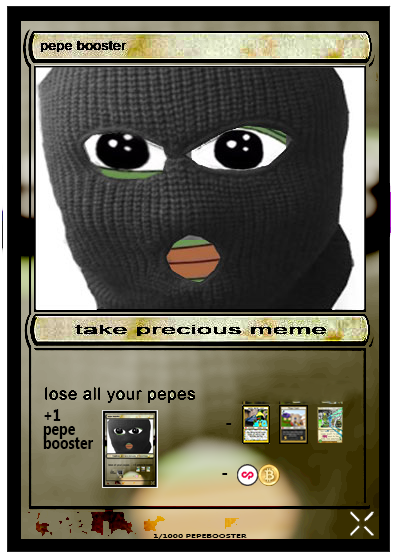 pepe booster
take precious meme
lose all your pepes
+1
pepe
booster
-
-
1/1000 PEPEBOOSTER